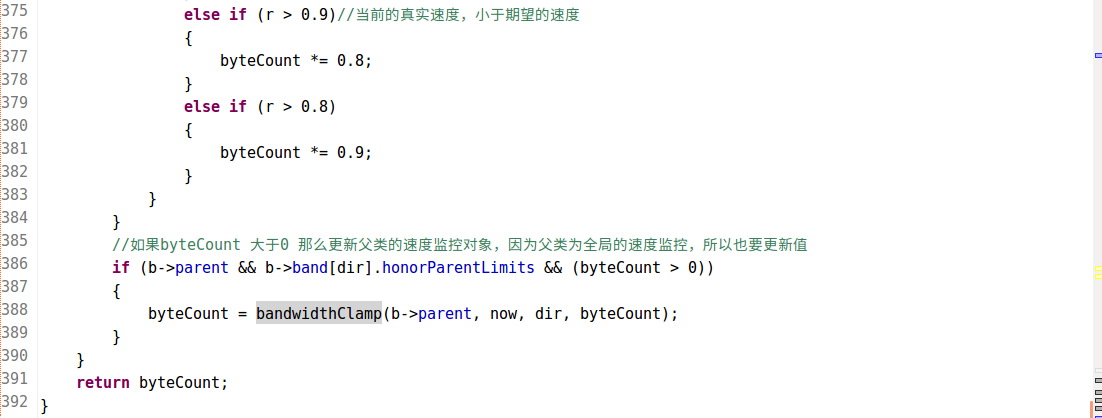 375 else if (r > 0.9)//当前的真实速度，小于期望的速度
376 {
377 byteCount *= 0.8;
378 }
379 else if (r > 0.8)
380 {
381 byteCount *= 0.9;
382 }
383 }
384 }
385 //如果byteCount 大于0 那么更新父类的速度监控对象，因为父类为全局的速度监控，所以也要更新值
386 if (b->parent && b->band[dir].honorParentLimits && (byteCount > 0))
387 {
388 byteCount = bandwidthClamp(b->parent, now, dir, byteCount);
389 }
390 }
391 return byteCount;
392 }